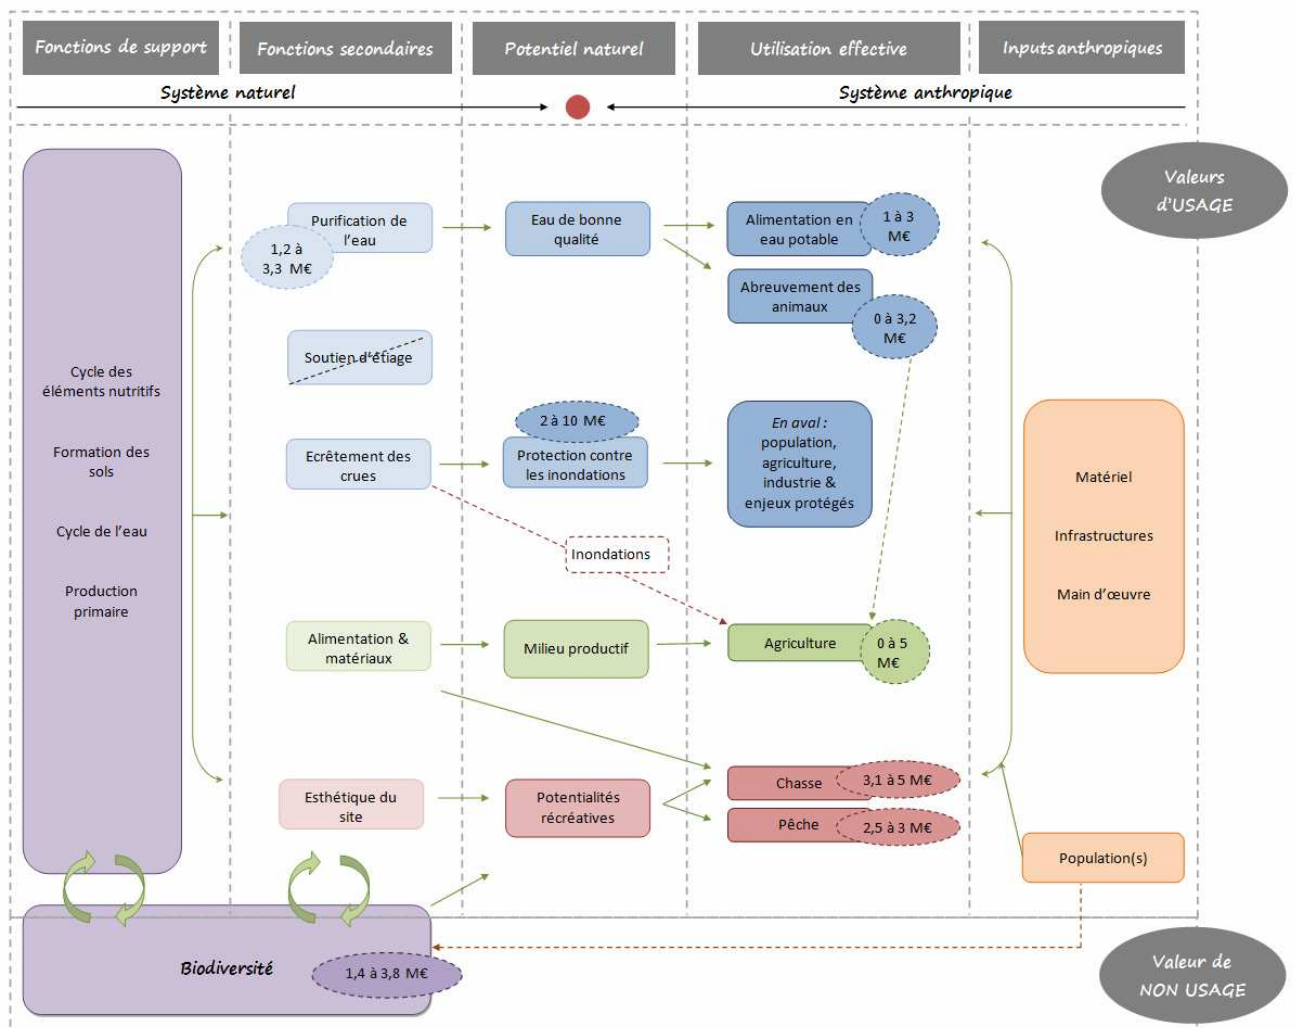 Fonctions de support
Fonctions secondaires
Potentiel naturel
Utilisation effective
Inputs anthropiques
Système naturel
Système anthropique
Valeurs
d'USAGE
Cycle des
éléments nutritifs
Formation des
sols
Cycle de l'eau
Production
primaire
Purification de
l'eau
1,2 à
3,3 M€
Eau de bonne
qualité
Alimentation en
eau potable
1 à 3
M€
Abreuvement des
animaux
0 à 3,2
M€
Soutien d'étiage
Ecrêtement des
crues
2 à 10 M€
Protection contre
les inondations
En aval :
population,
agriculture,
industrie &
enjeux protégés
Inondations
Matériel
Infrastructures
Main d'œuvre
Alimentation &
matériaux
Milieu productif
Agriculture
0 à 5
M€
Esthétique du
site
Potentialités
récréatives
Chasse
3,1 à 5 M€
Pêche
2,5 à 3 M€
Population(s)
Biodiversité
1,4 à 3,8 M€
Valeur de
NON USAGE